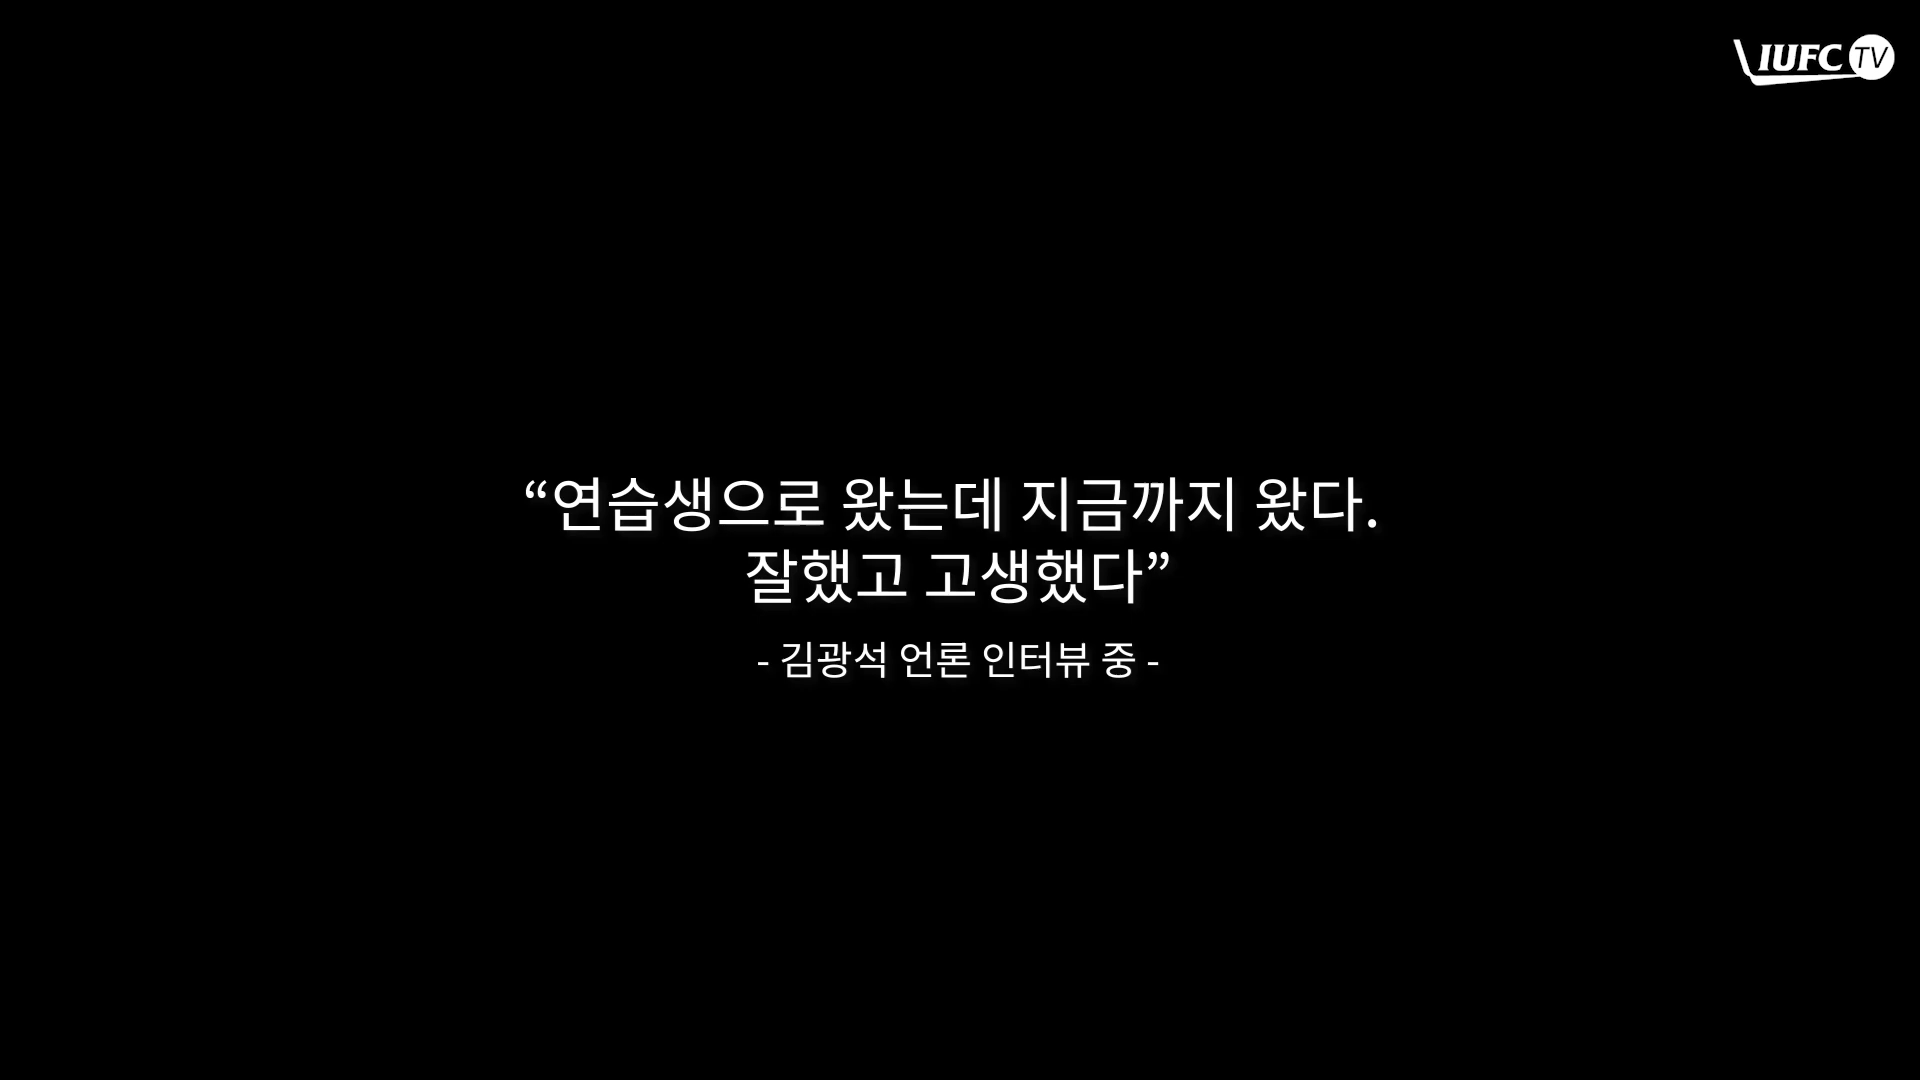 IUFC TV
“연습생으로 왔는데 지금까지 왔다.
잘했고 고생했다”
- 김광석 언론 인터뷰 중 -